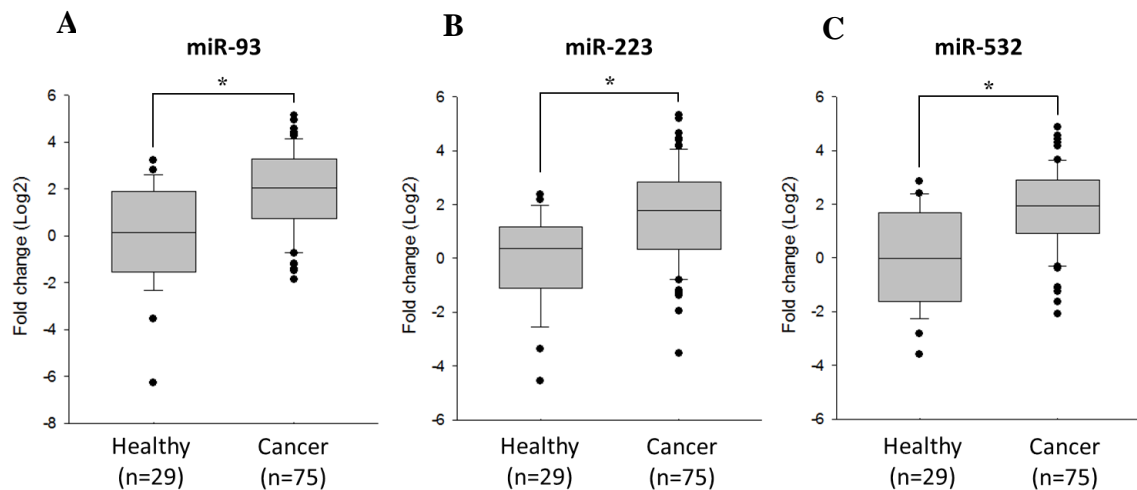 A
miR-93
*
Fold change (Log2)
6
4
2
0
-2
-4
-6
-8
Healthy
(n=29)
Cancer
(n=75)
B
miR-223
*
Fold change (Log2)
6
4
2
0
-2
-4
-6
Healthy
(n=29)
Cancer
(n=75)
C
miR-532
*
Fold change (Log2)
6
4
2
0
-2
-4
-6
Healthy
(n=29)
Cancer
(n=75)